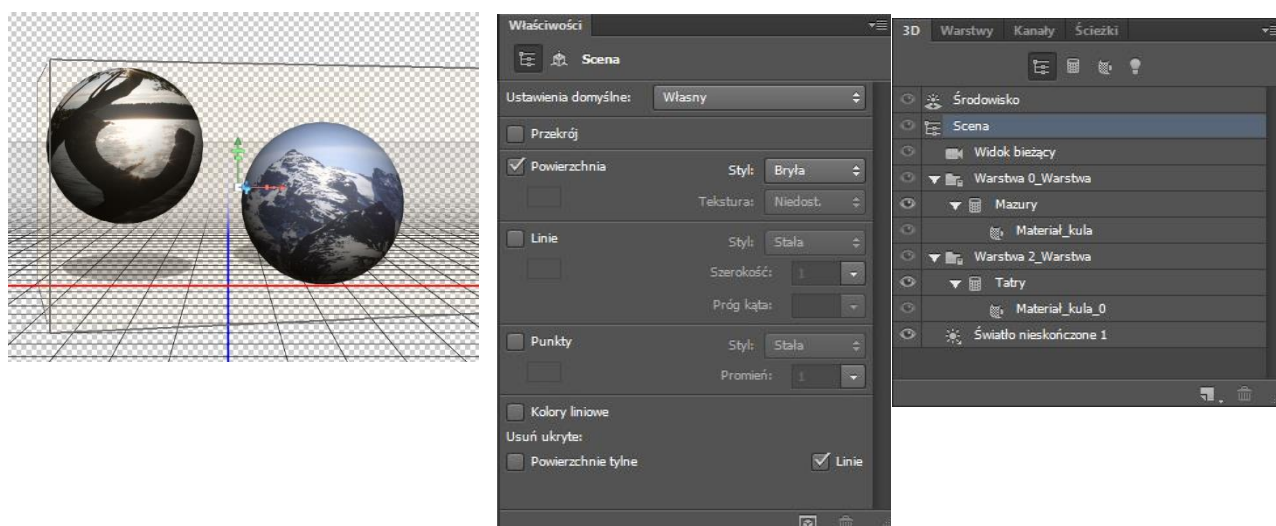 Właściwości
Scena
Ustawienia domyślne: Własny
Przekrój
Powierzchnia Styl: Bryła
Tekstura: Niedost.
Linie Styl: Stała
Szerokość: 1
Próg kąta:
Punkty Styl: Stała
Promień: 1
Kolory liniowe
Usuń ukryte:
Powierzchnie tylne Linie
3D Warstwy Kanały Ścieżki
Środowisko
Scena
Widok bieżący
Warstwa 0_Warstwa
Mazury
Materiał_kula
Warstwa 2_Warstwa
Tatry
Materiał_kula_0
Światło nieskończone 1